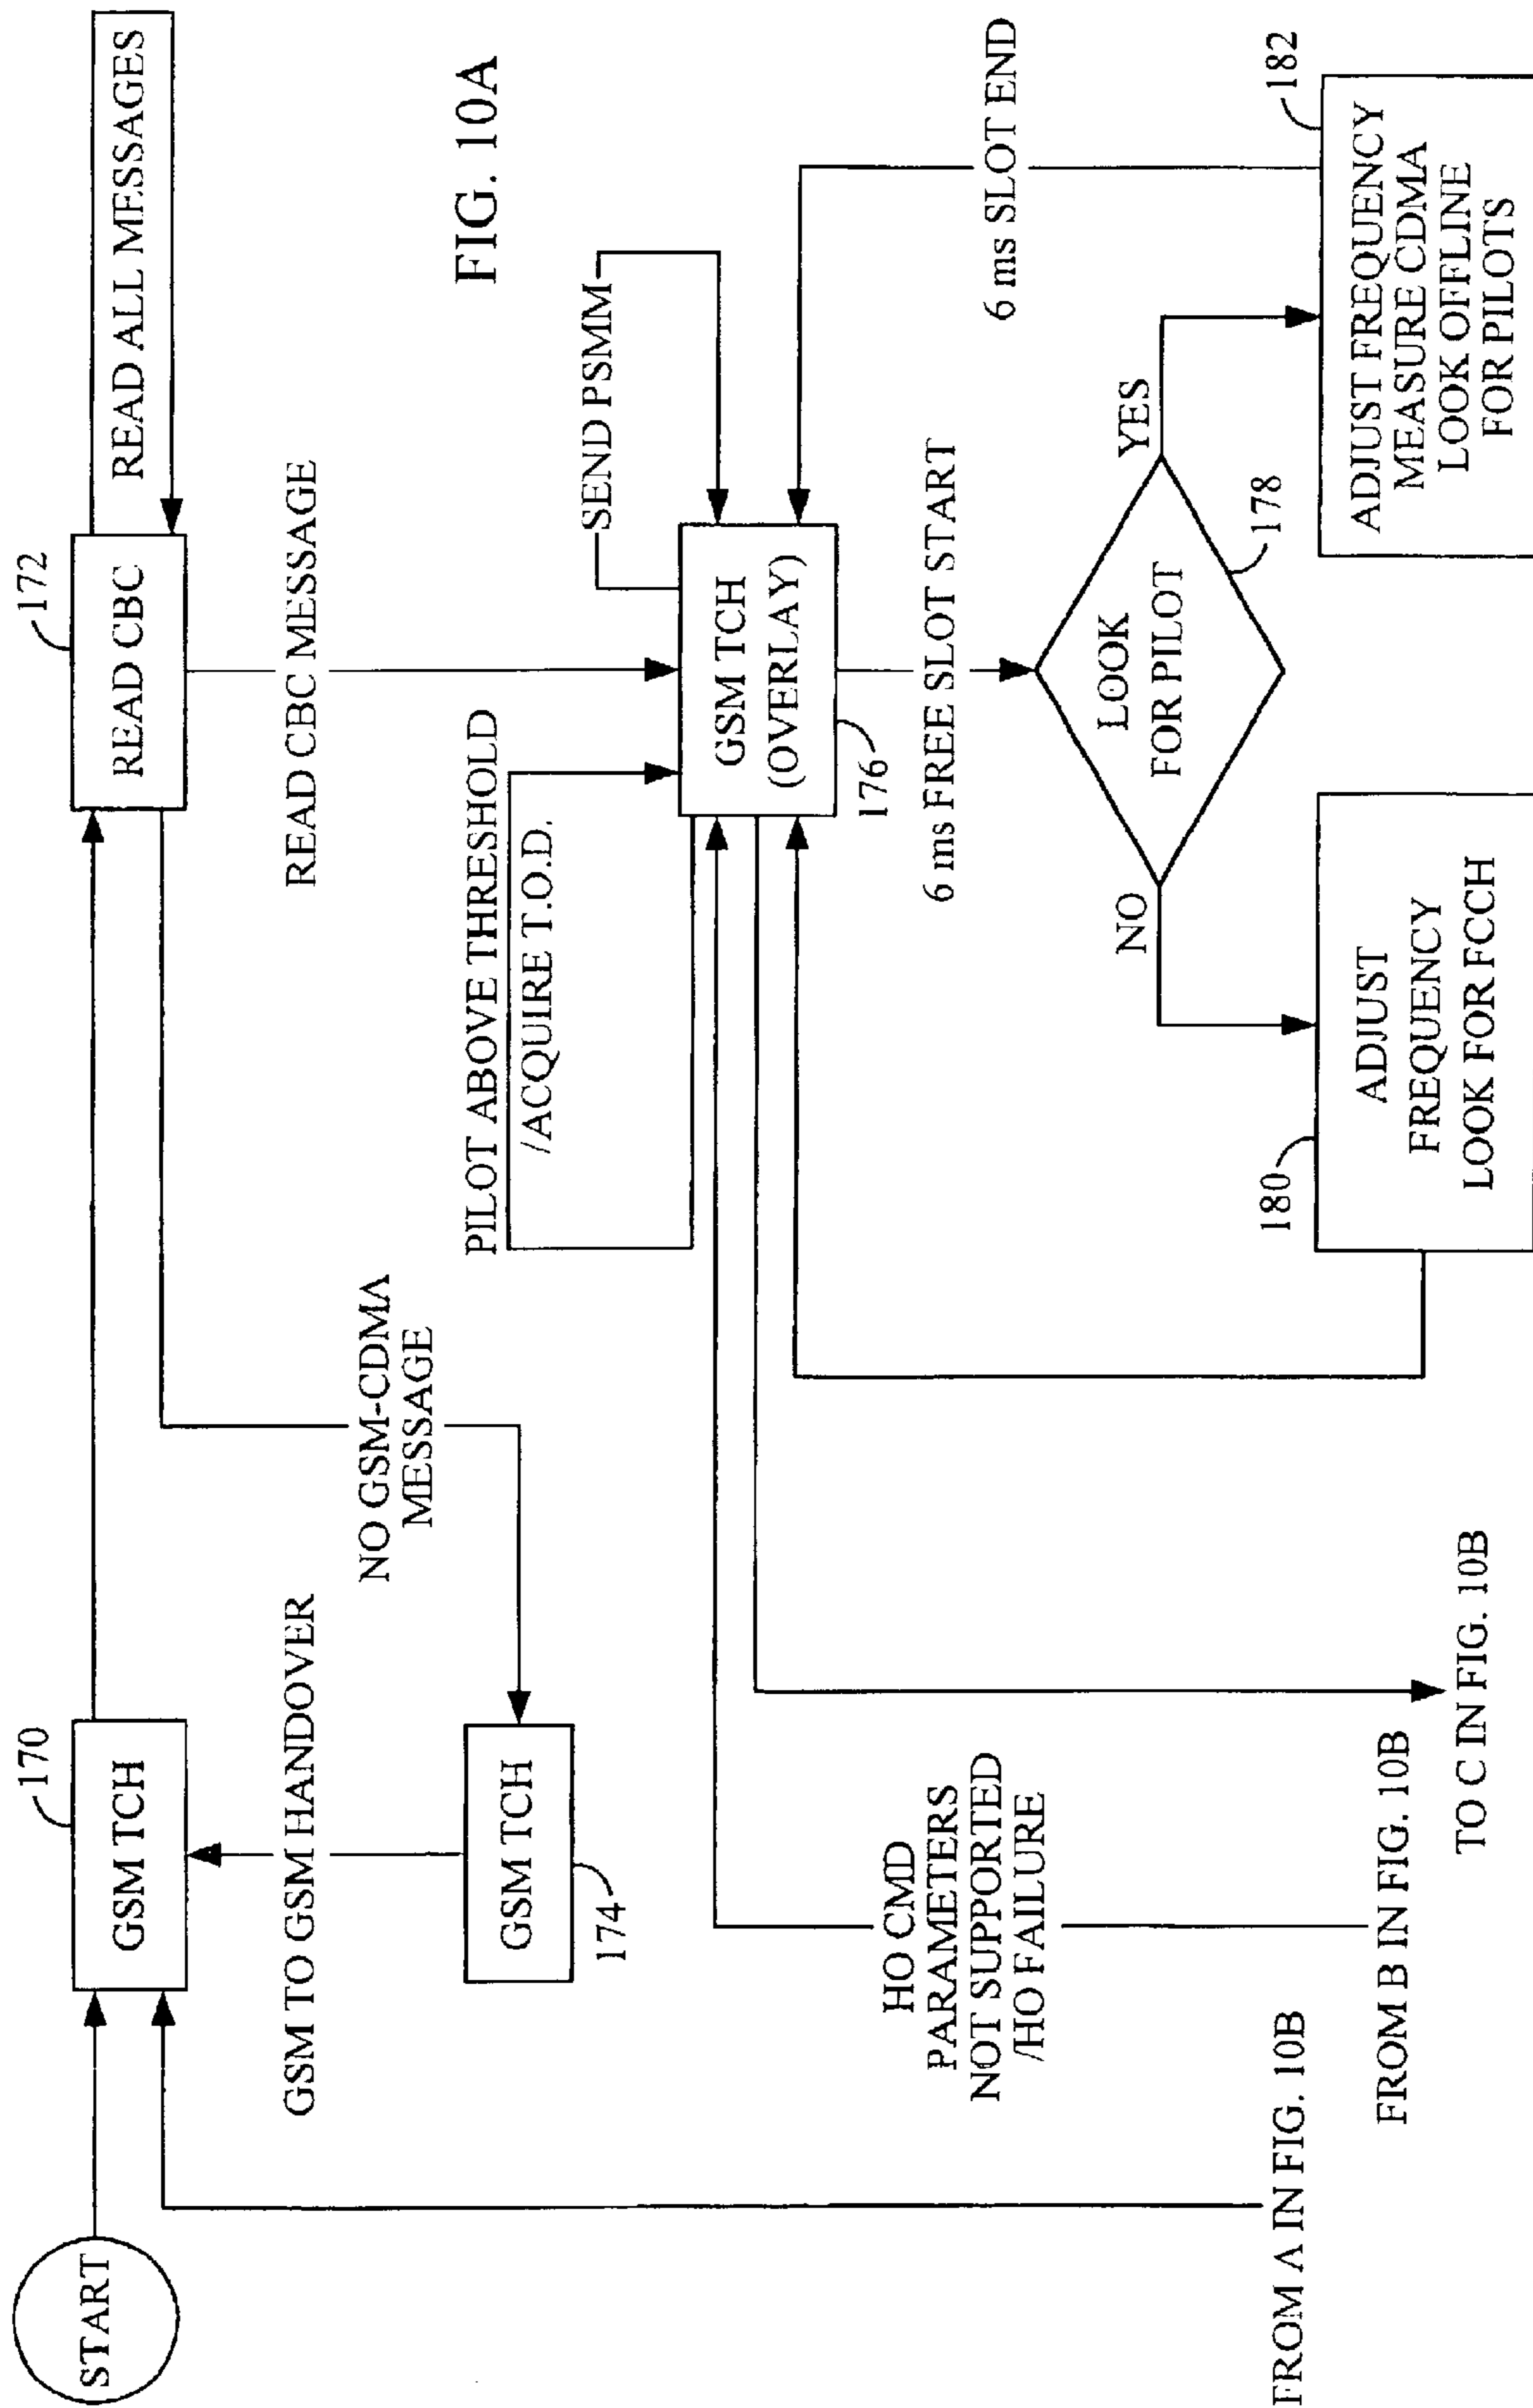 START
170
GSM TCH
172
READ CBC
READ ALL MESSAGES
GSM TO GSM HANDOVER
NO GSM-CDMA
MESSAGE
READ CBC MESSAGE
FIG. 10A
GSM TCH
174
PILOT ABOVE THRESHOLD
/ACQUIRE T.O.D.
SEND PSMM
GSM TCH
(OVERLAY)
176
HO CMD
PARAMETERS
NOT SUPPORTED
/HO FAILURE
6 ms FREE SLOT START
6 ms SLOT END
LOOK
FOR PILOT
178
NO
YES
180
ADJUST
FREQUENCY
LOOK FOR FCCH
182
ADJUST FREQUENCY
MEASURE CDMA
LOOK OFFLINE
FOR PILOTS
FROM A IN FIG. 10B
FROM B IN FIG. 10B
TO C IN FIG. 10B